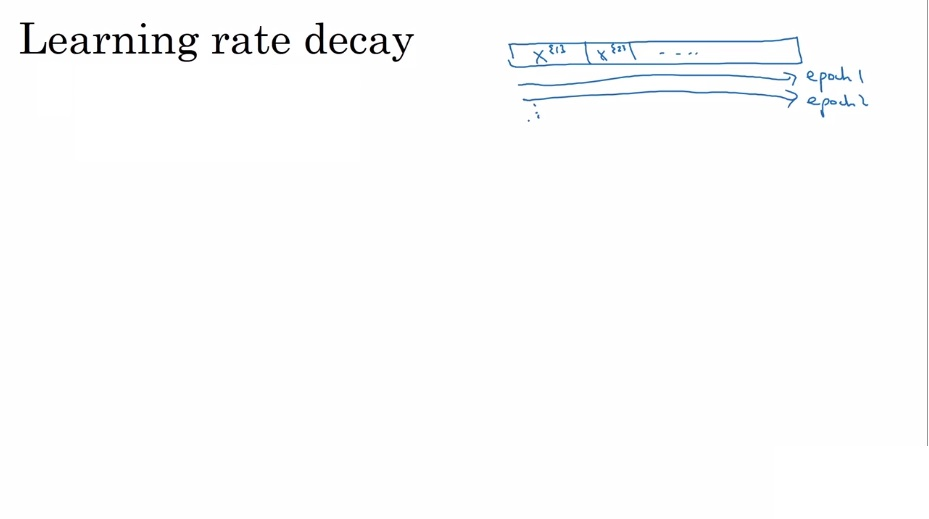 Learning rate decay
X^{1} X^{2} ....
epoch 1
epoch 2